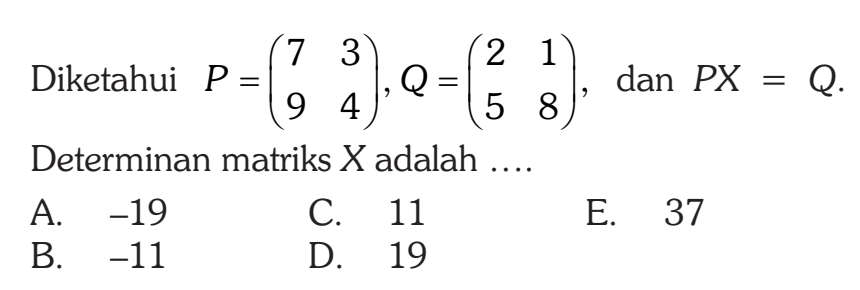 Diketahui P = (7 3
9 4), Q = (2 1
5 8), dan PX = Q.
Determinan matriks X adalah ....
A. –19 C. 11 E. 37
B. –11 D. 19